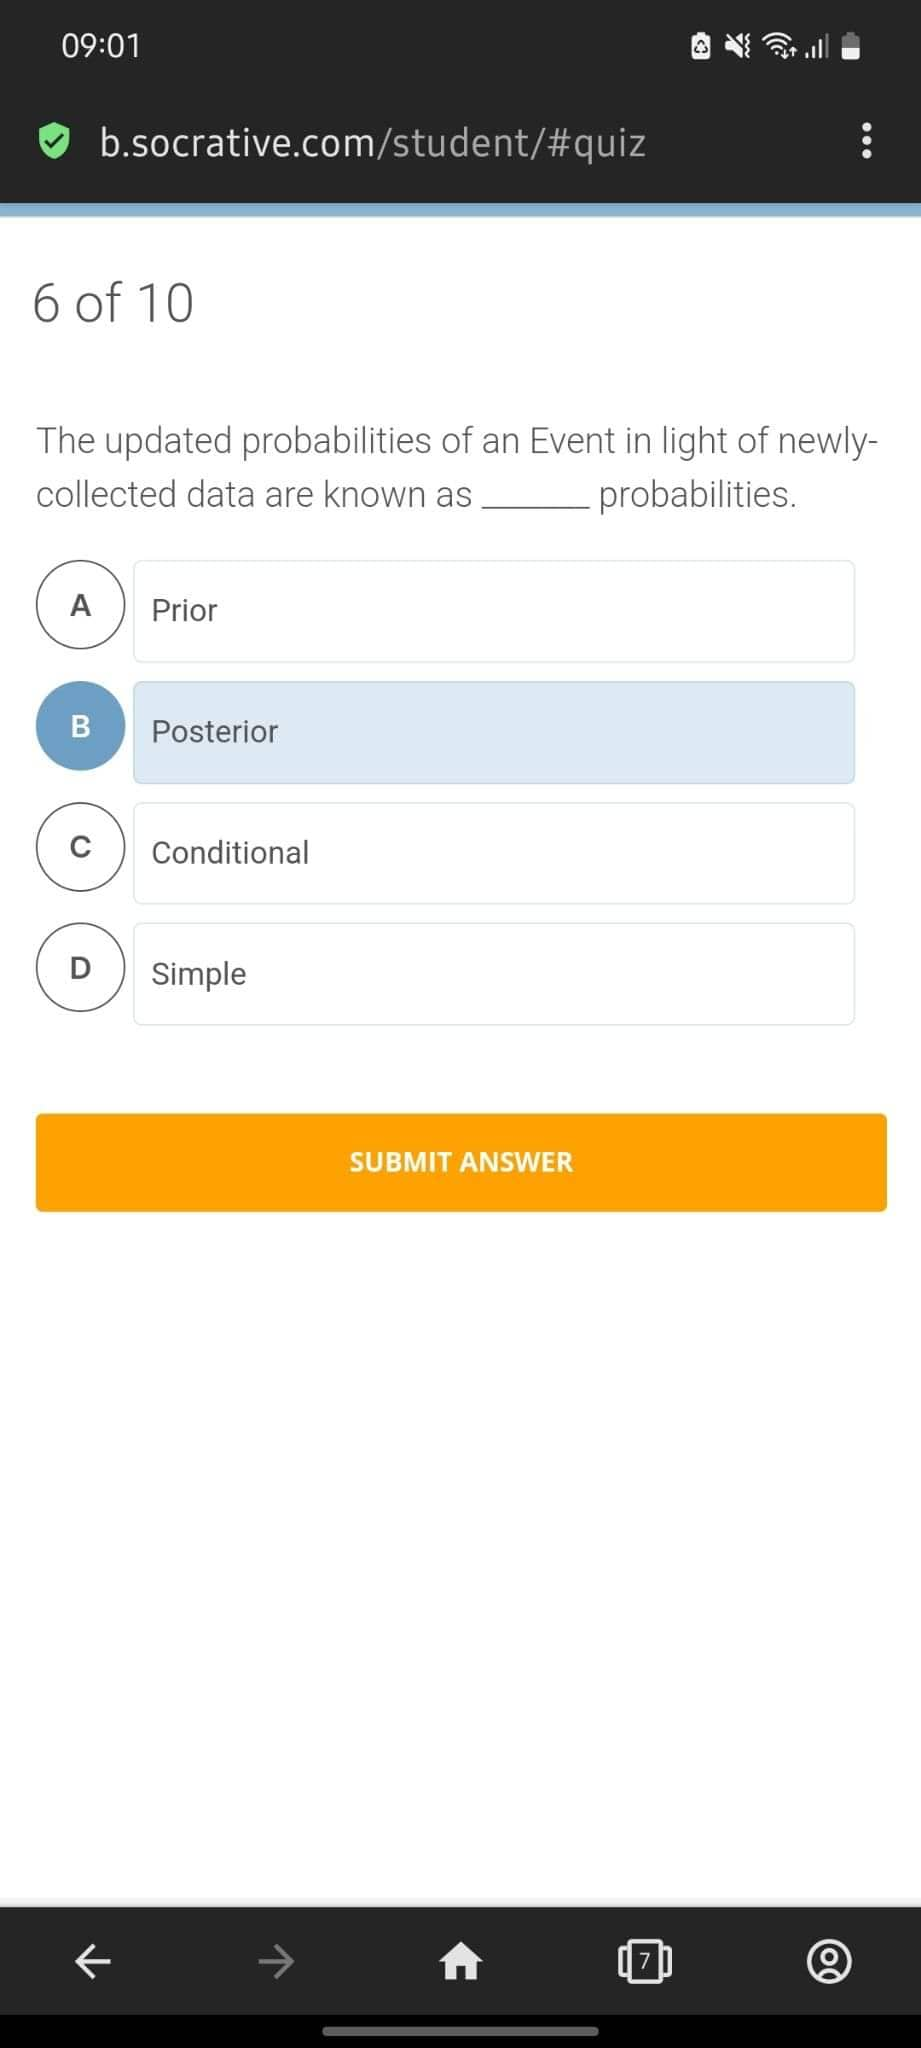 09:01
b.socrative.com/student/#quiz
6 of 10
The updated probabilities of an Event in light of newly-
collected data are known as ______ probabilities.
A Prior
B Posterior
C Conditional
D Simple
SUBMIT ANSWER
7